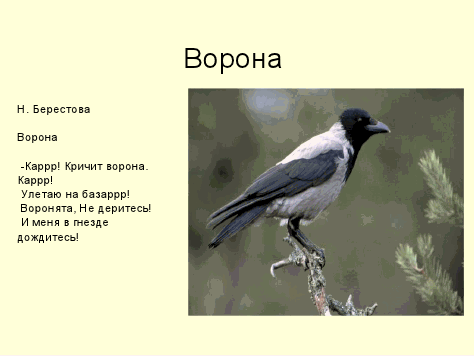 Ворона
Н. Берестова
Ворона
-Каррр! Кричит ворона.
Каррр!
Улетаю на базаррр!
Воронята, Не деритесь!
И меня в гнезде
дождитесь!